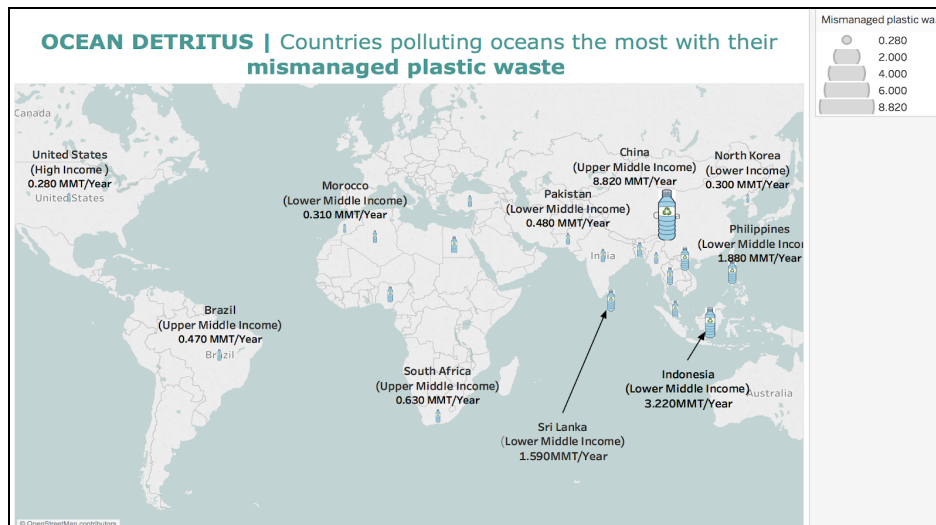 OCEAN DETRITUS | Countries polluting oceans the most with their
mismanaged plastic waste
Mismanaged plastic wa
0.280
2.000
4.000
6.000
8.820
Canada
United States
(High Income )
0.280 MMT/Year
United States
Morocco
(Lower Middle Income)
0.310 MMT/Year
China
(Upper Middle Income)
8.820 MMT/Year
North Korea
(Lower Income)
0.300 MMT/Year
Pakistan
(Lower Middle Income)
0.480 MMT/Year
Philippines
(Lower Middle Incor
1.880 MMT/Year
India
Brazil
(Upper Middle Income)
0.470 MMT/Year
Brazil
South Africa
(Upper Middle Income)
0.630 MMT/Year
Indonesia
(Lower Middle Income)
3.220MMT/Year
Australia
Sri Lanka
(Lower Middle Income)
1.590MMT/Year
© OpenStreetMap contributors